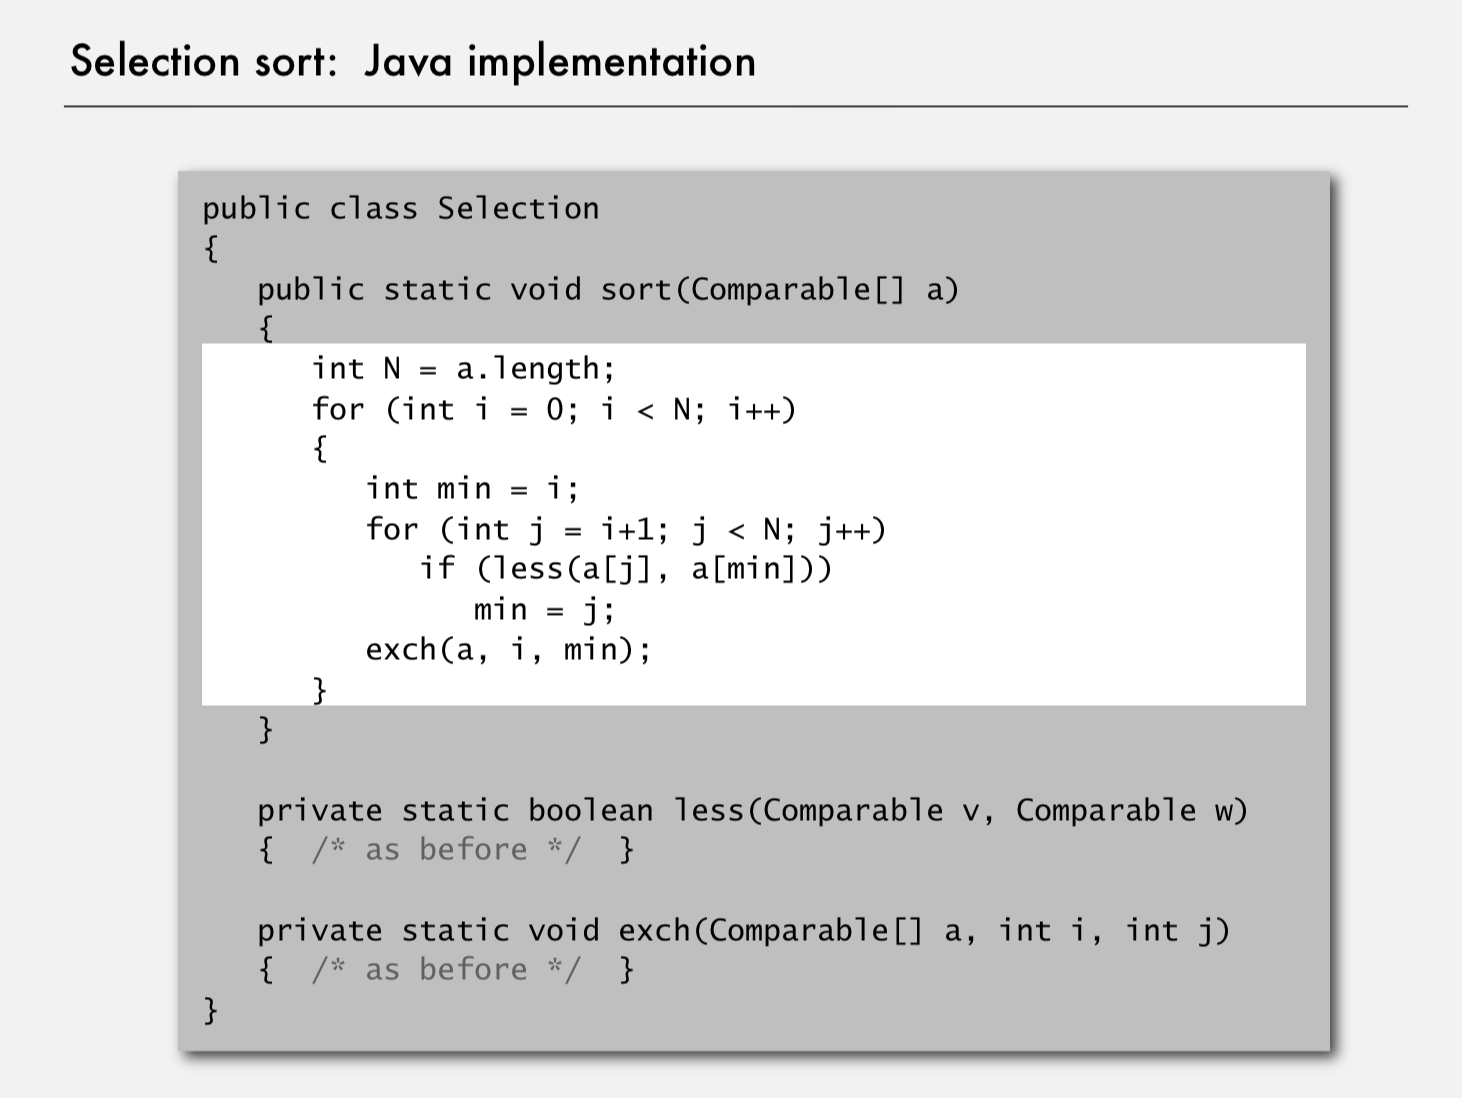 Selection sort: Java implementation
public class Selection
{
   public static void sort(Comparable[] a)
   {
      int N = a.length;
      for (int i = 0; i < N; i++)
      {
         int min = i;
         for (int j = i+1; j < N; j++)
            if (less(a[j], a[min]))
               min = j;
         exch(a, i, min);
      }
   }
   private static boolean less(Comparable v, Comparable w)
   {  /* as before */  }
   private static void exch(Comparable[] a, int i, int j)
   {  /* as before */  }
}